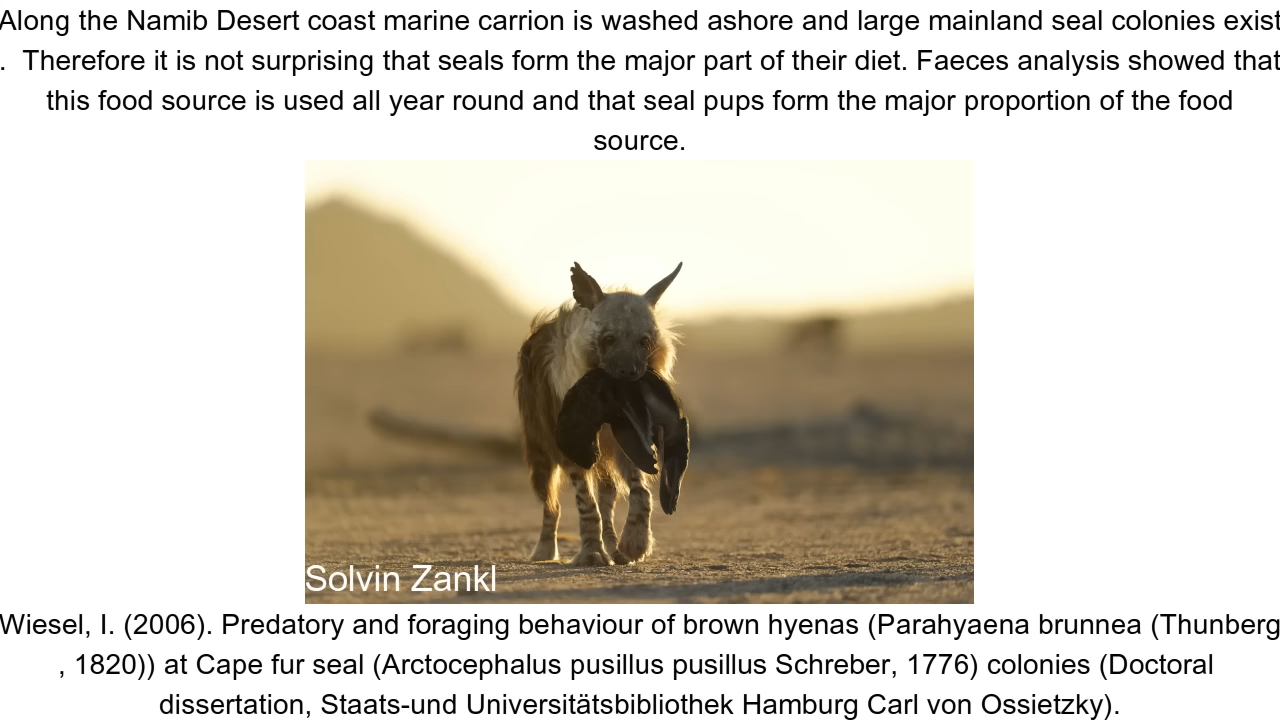 Along the Namib Desert coast marine carrion is washed ashore and large mainland seal colonies exist
. Therefore it is not surprising that seals form the major part of their diet. Faeces analysis showed that
this food source is used all year round and that seal pups form the major proportion of the food
source.
Solvin Zankl
Wiesel, I. (2006). Predatory and foraging behaviour of brown hyenas (Parahyaena brunnea (Thunberg
, 1820)) at Cape fur seal (Arctocephalus pusillus pusillus Schreber, 1776) colonies (Doctoral
dissertation, Staats-und Universitätsbibliothek Hamburg Carl von Ossietzky).